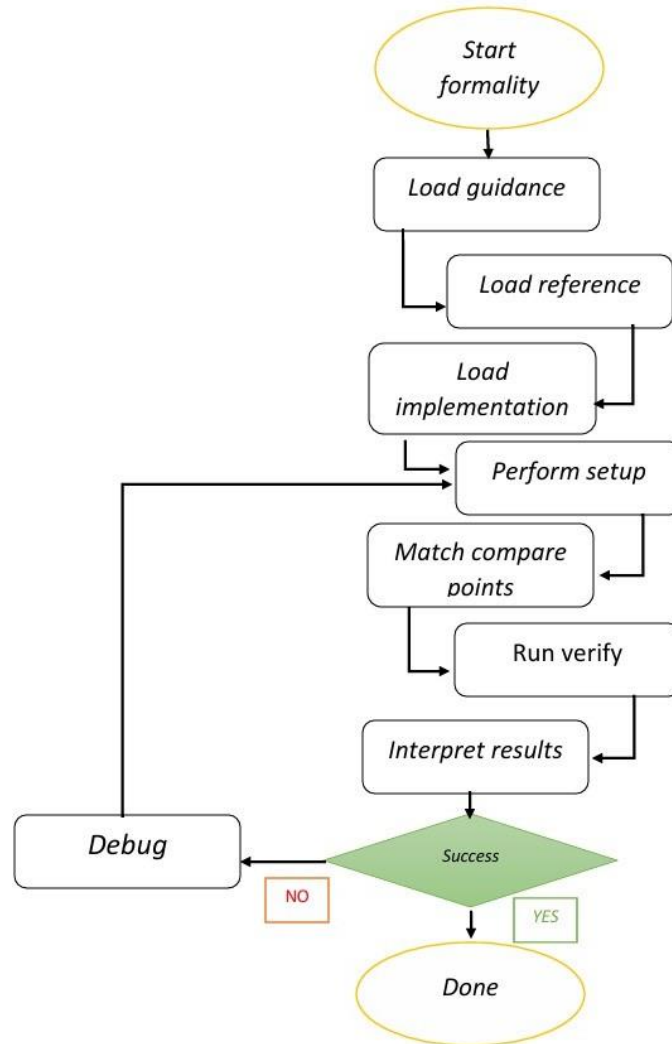 Start
formality
Load guidance
Load reference
Load
implementation
Perform setup
Match compare
points
Run verify
Interpret results
Debug
Success
NO
YES
Done